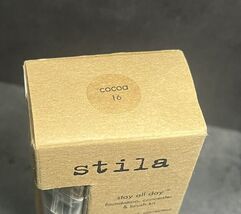 cocoa
16
stila
stay all day®
foundation, concealer
& brush kit